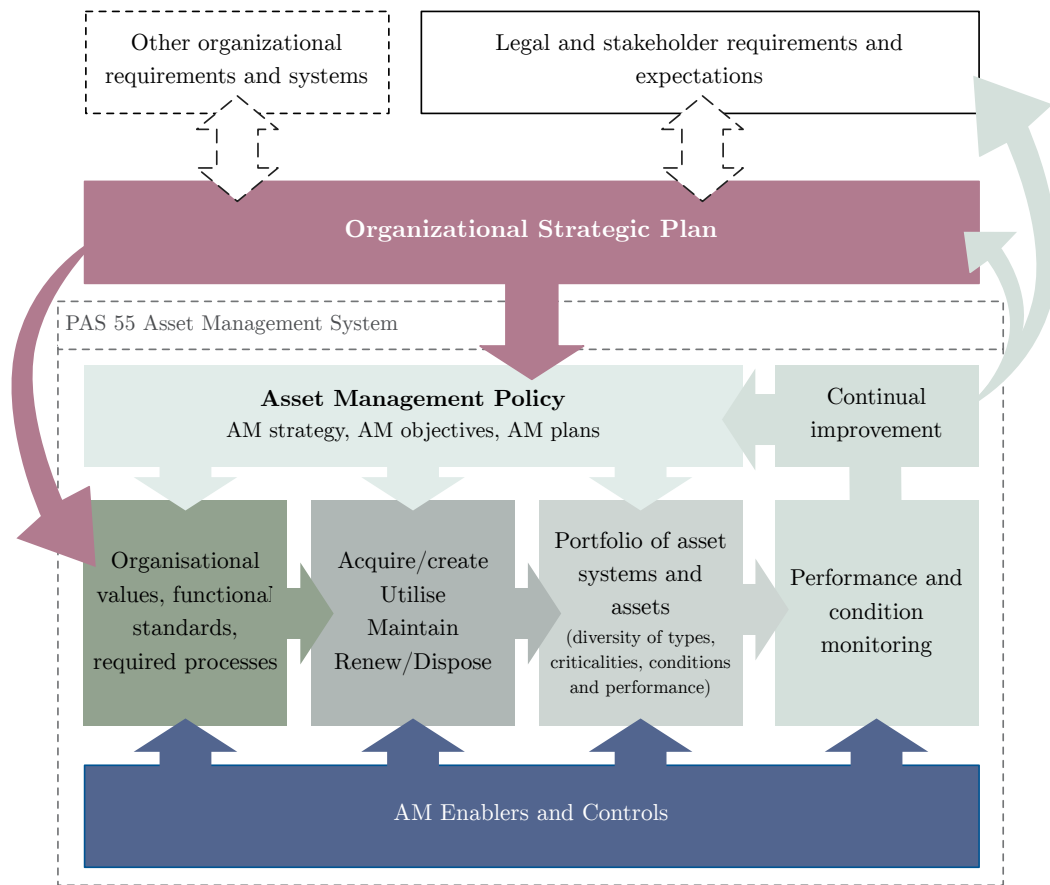 Other organizational
requirements and systems
Legal and stakeholder requirements and
expectations
Organizational Strategic Plan
PAS 55 Asset Management System
Asset Management Policy
AM strategy, AM objectives, AM plans
Continual
improvement
Organisational
values, functional
standards,
required processes
Acquire/create
Utilise
Maintain
Renew/Dispose
Portfolio of asset
systems and
assets
(diversity of types,
criticalities, conditions
and performance)
Performance and
condition
monitoring
AM Enablers and Controls